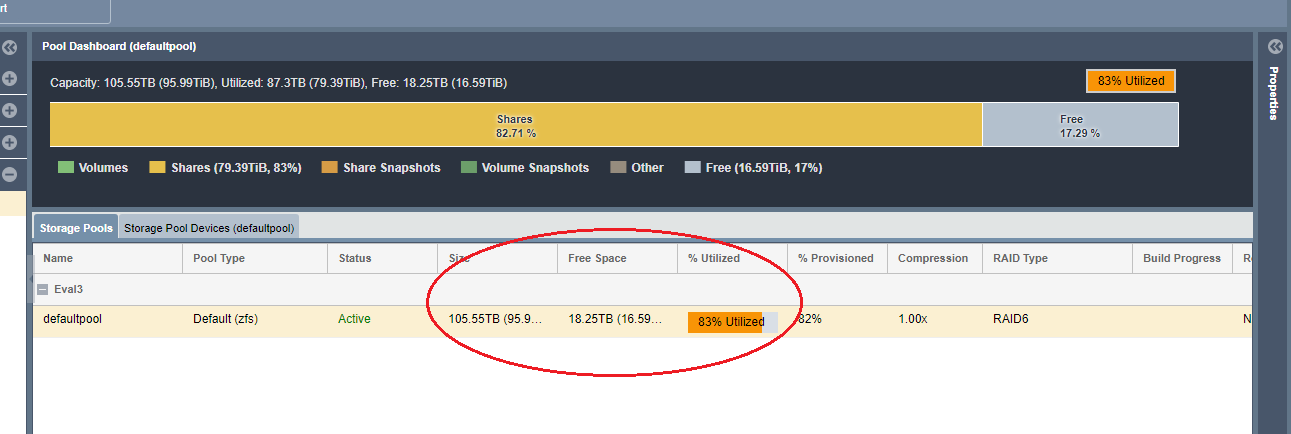 rt
Pool Dashboard (defaultpool)
Capacity: 105.55TB (95.99TiB), Utilized: 87.3TB (79.39TiB), Free: 18.25TB (16.59TiB)
83% Utilized
Shares
82.71 %
Free
17.29 %
Volumes Shares (79.39TiB, 83%) Share Snapshots Volume Snapshots Other Free (16.59TiB, 17%)
Properties
Storage Pools Storage Pool Devices (defaultpool)
Name Pool Type Status Size Free Space % Utilized % Provisioned Compression RAID Type Build Progress
Eval3
defaultpool Default (zfs) Active 105.55TB (95.9... 18.25TB (16.59... 83% Utilized 82% 1.00x RAID6